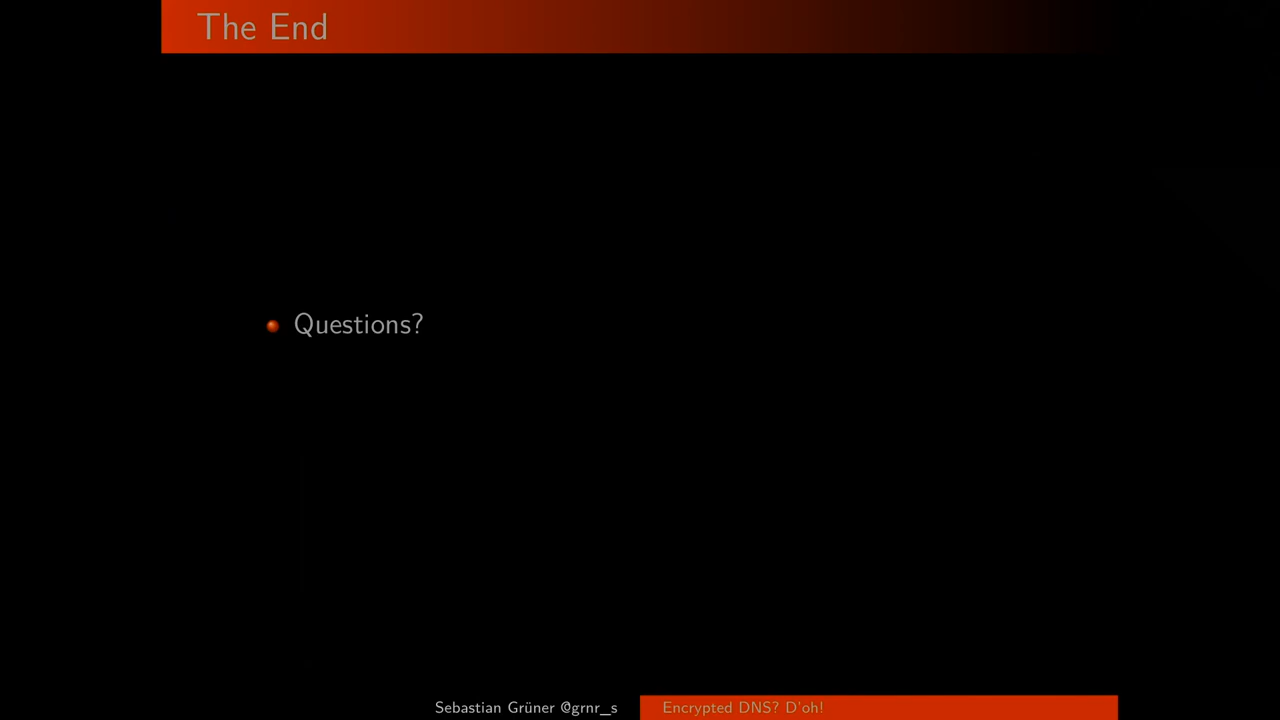 The End
Questions?
Sebastian Grüner @grnr_s
Encrypted DNS? D'oh!